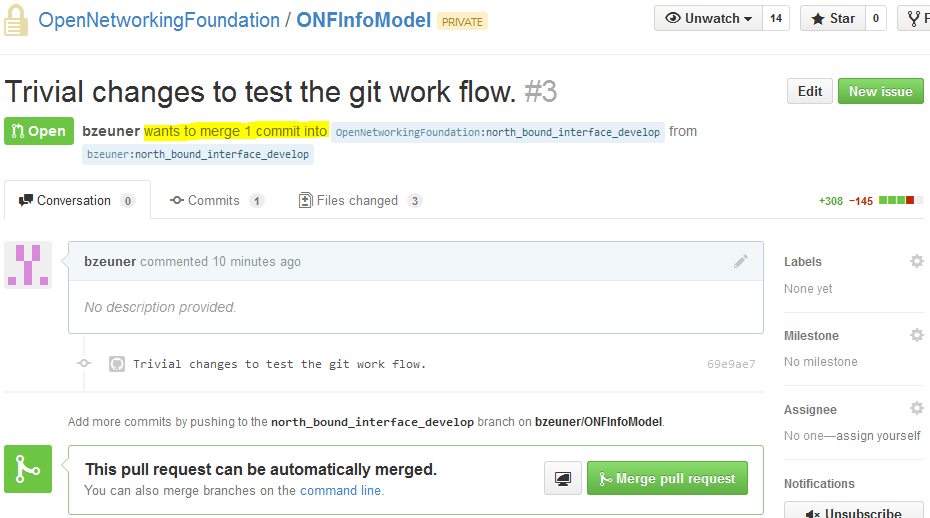 OpenNetworkingFoundation / ONFInfoModel PRIVATE Unwatch 14 Star 0 F
Trivial changes to test the git work flow. #3 Edit New issue
Open bzeuner wants to merge 1 commit into OpenNetworkingFoundation:north_bound_interface_develop from
bzeuner:north_bound_interface_develop
Conversation 0 Commits 1 Files changed 3 +308 −145
bzeuner commented 10 minutes ago
No description provided.
Trivial changes to test the git work flow. 69e9ae7
Add more commits by pushing to the north_bound_interface_develop branch on bzeuner/ONFInfoModel.
This pull request can be automatically merged.
You can also merge branches on the command line.
Merge pull request
Labels
None yet
Milestone
No milestone
Assignee
No one—assign yourself
Notifications
Unsubscribe